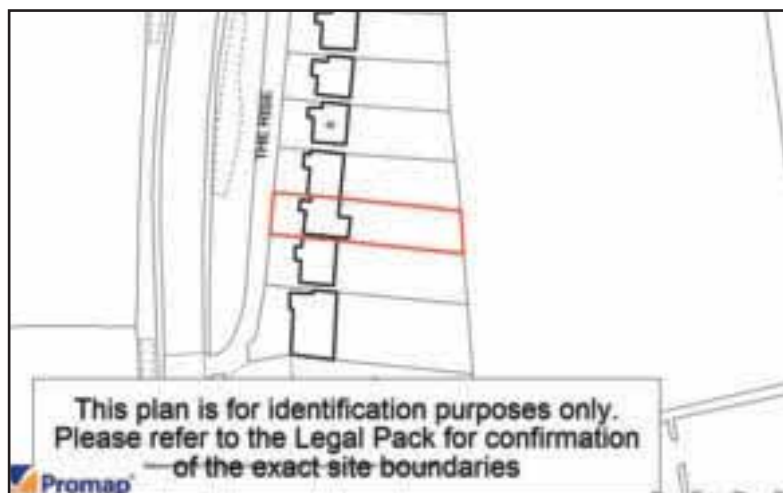 THE RISE
This plan is for identification purposes only.
Please refer to the Legal Pack for confirmation
of the exact site boundaries
Promap